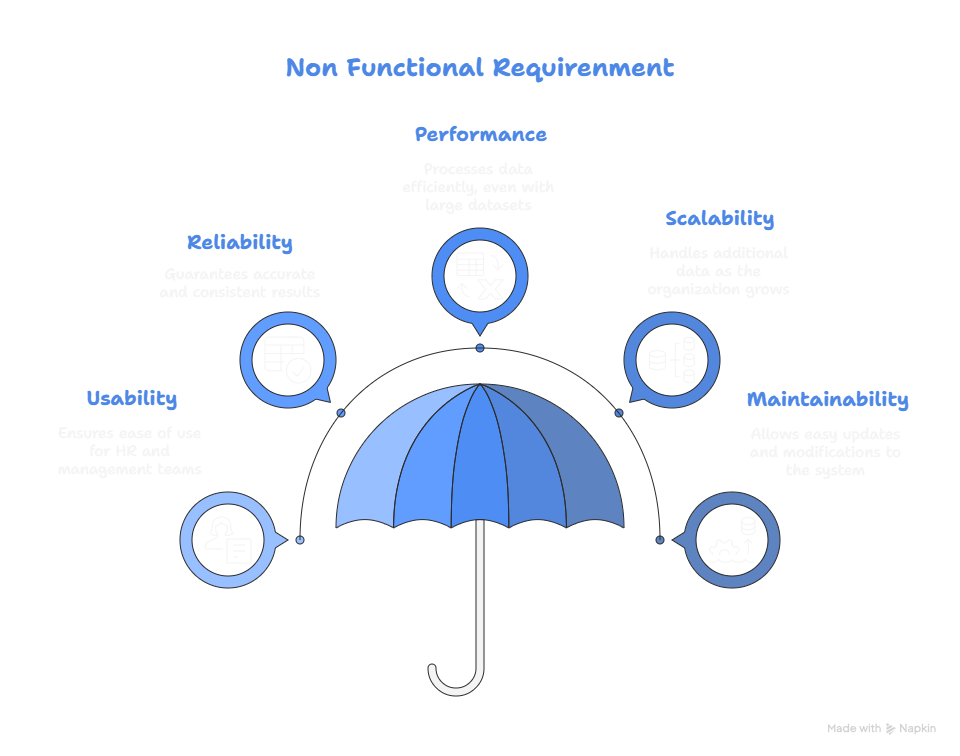 Non Functional Requirenment
Performance
Processes data
efficiently, even with
large datasets
Scalability
Handles additional
data as the
organization grows
Reliability
Guarantees accurate
and consistent results
Usability
Ensures ease of use
for HR and
management teams
Maintainability
Allows easy updates
and modifications to
the system
Made with Napkin